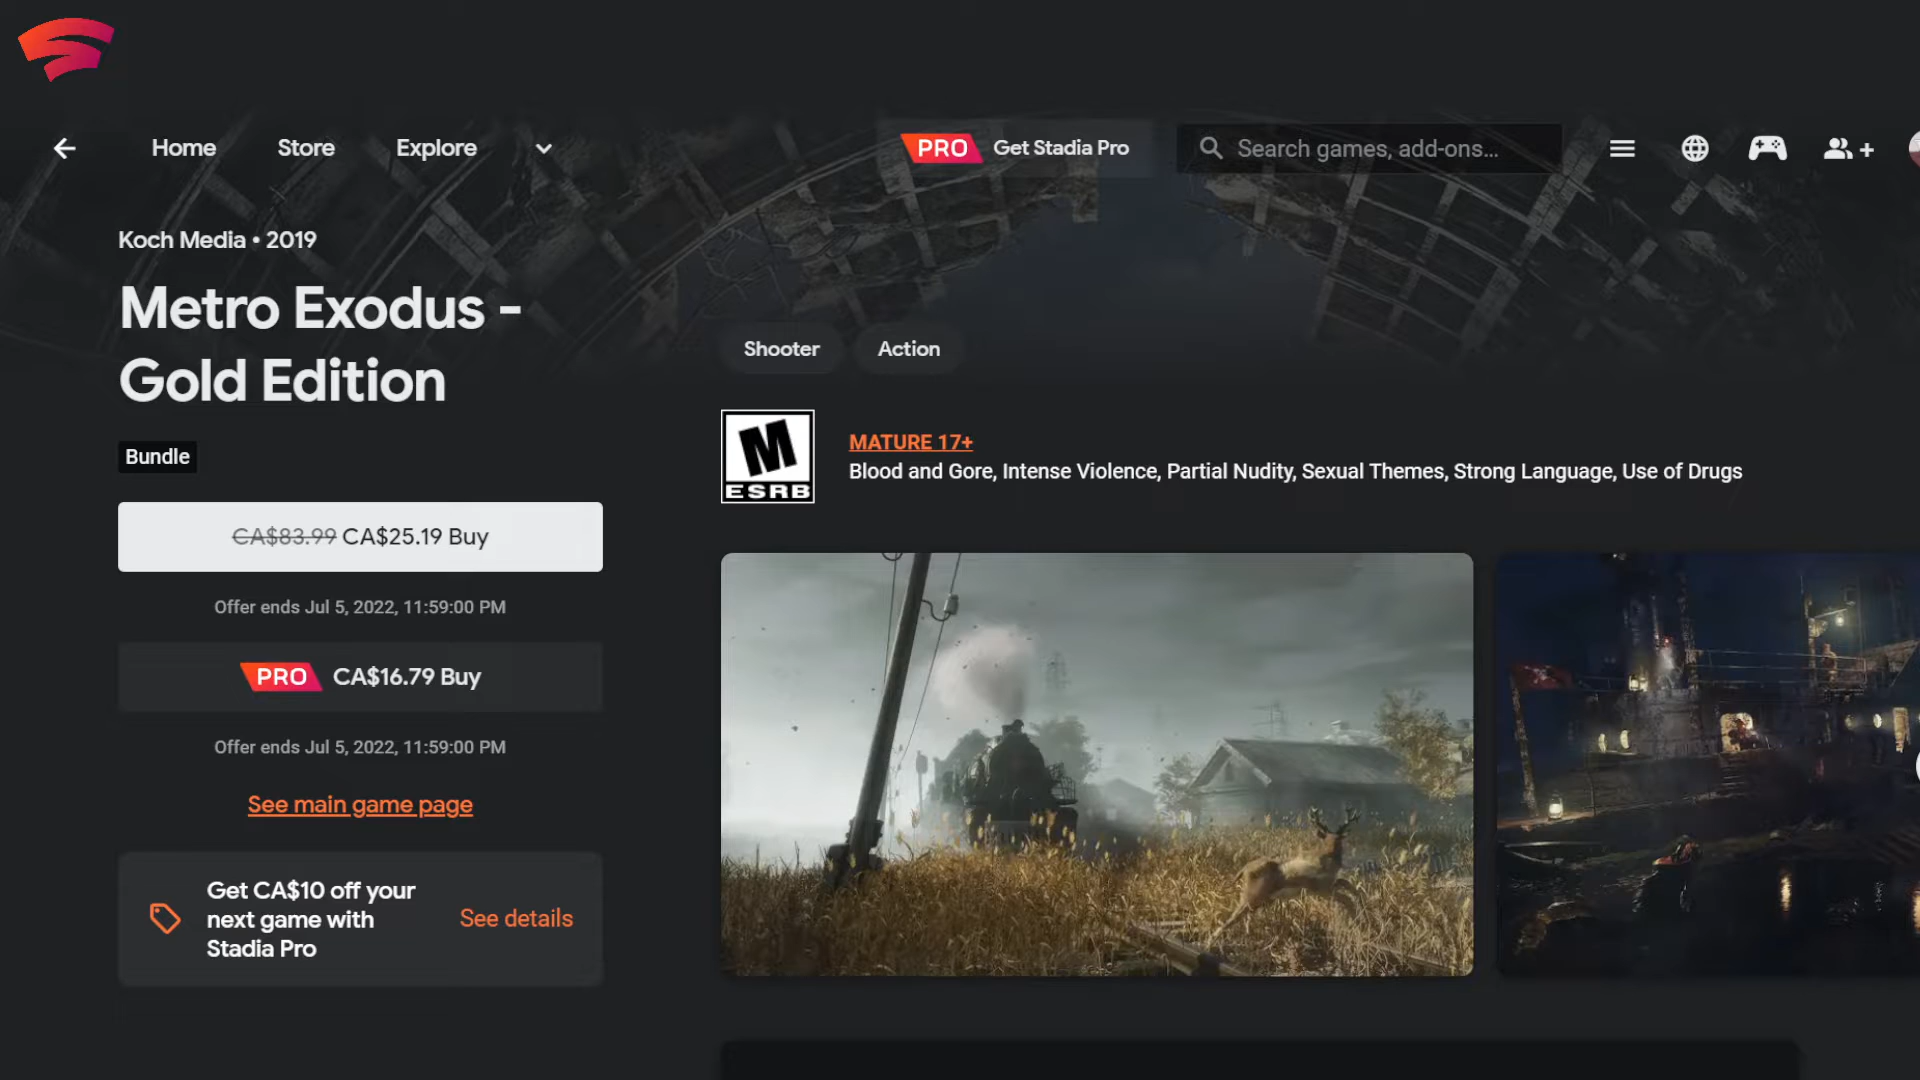 Home
Store
Explore
PRO Get Stadia Pro
Search games, add-ons...
Koch Media • 2019
Metro Exodus -
Gold Edition
Bundle
CA$83.99 CA$25.19 Buy
Offer ends Jul 5, 2022, 11:59:00 PM
PRO CA$16.79 Buy
Offer ends Jul 5, 2022, 11:59:00 PM
See main game page
Get CA$10 off your
next game with
Stadia Pro
See details
Shooter
Action
M
ESRB
MATURE 17+
Blood and Gore, Intense Violence, Partial Nudity, Sexual Themes, Strong Language, Use of Drugs